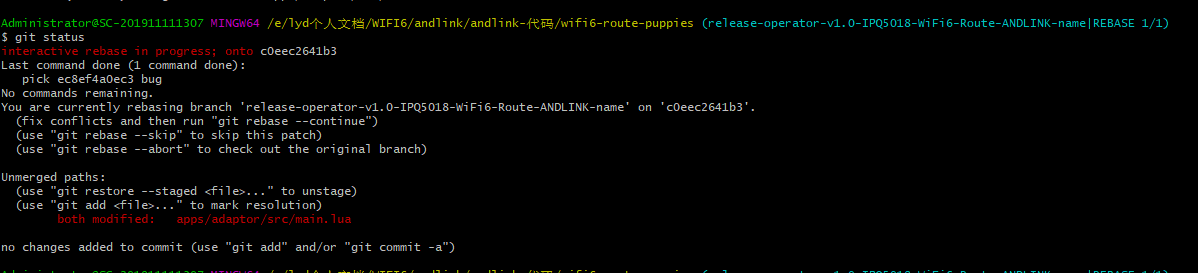 Administrator@SC-201911111307 MINGW64 /e/lyd个人文档/WIFI6/andlink/andlink-代码/wifi6-route-puppies (release-operator-v1.0-IPQ5018-WiFi6-Route-ANDLINK-name|REBASE 1/1)
$ git status
interactive rebase in progress; onto c0eec2641b3
Last command done (1 command done):
   pick ec8ef4a0ec3 bug
No commands remaining.
You are currently rebasing branch 'release-operator-v1.0-IPQ5018-WiFi6-Route-ANDLINK-name' on 'c0eec2641b3'.
  (fix conflicts and then run "git rebase --continue")
  (use "git rebase --skip" to skip this patch)
  (use "git rebase --abort" to check out the original branch)

Unmerged paths:
  (use "git restore --staged <file>..." to unstage)
  (use "git add <file>..." to mark resolution)
        both modified:   apps/adaptor/src/main.lua

no changes added to commit (use "git add" and/or "git commit -a")